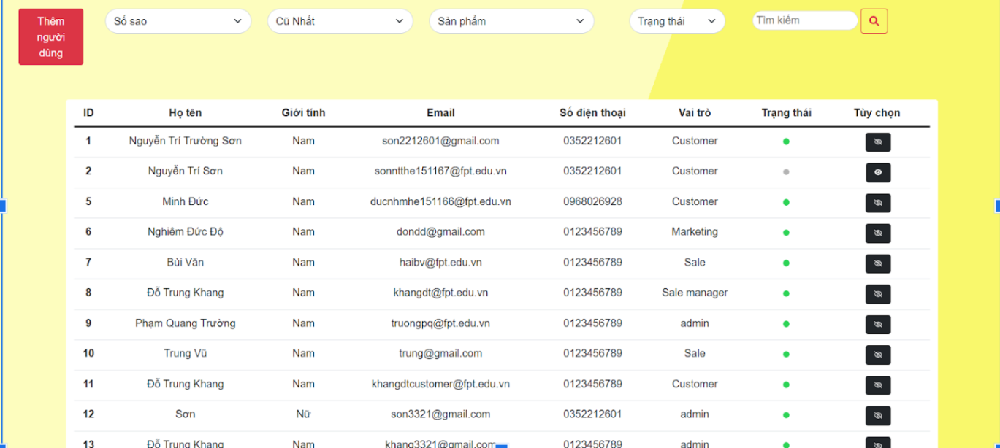 Thêm
người
dùng
Số sao
Cũ Nhất
Sản phẩm
Trạng thái
Tìm kiếm
ID Họ tên Giới tính Email Số điện thoại Vai trò Trạng thái Tùy chọn
1 Nguyễn Trí Trường Sơn Nam son2212601@gmail.com 0352212601 Customer
2 Nguyễn Trí Sơn Nam sonntthe151167@fpt.edu.vn 0352212601 Customer
5 Minh Đức Nam ducnhmhe151166@fpt.edu.vn 0968026928 Customer
6 Nghiêm Đức Độ Nam dondd@gmail.com 0123456789 Marketing
7 Bùi Văn Nam haibv@fpt.edu.vn 0123456789 Sale
8 Đỗ Trung Khang Nam khangdt@fpt.edu.vn 0123456789 Sale manager
9 Phạm Quang Trường Nam truongpq@fpt.edu.vn 0123456789 admin
10 Trung Vũ Nam trung@gmail.com 0123456789 Sale
11 Đỗ Trung Khang Nam khangdtcustomer@fpt.edu.vn 0123456789 Customer
12 Sơn Nữ son3321@gmail.com 0352212601 admin
13 Đỗ Trung Khang Nam khang3321@gmail.com 0123456789 admin